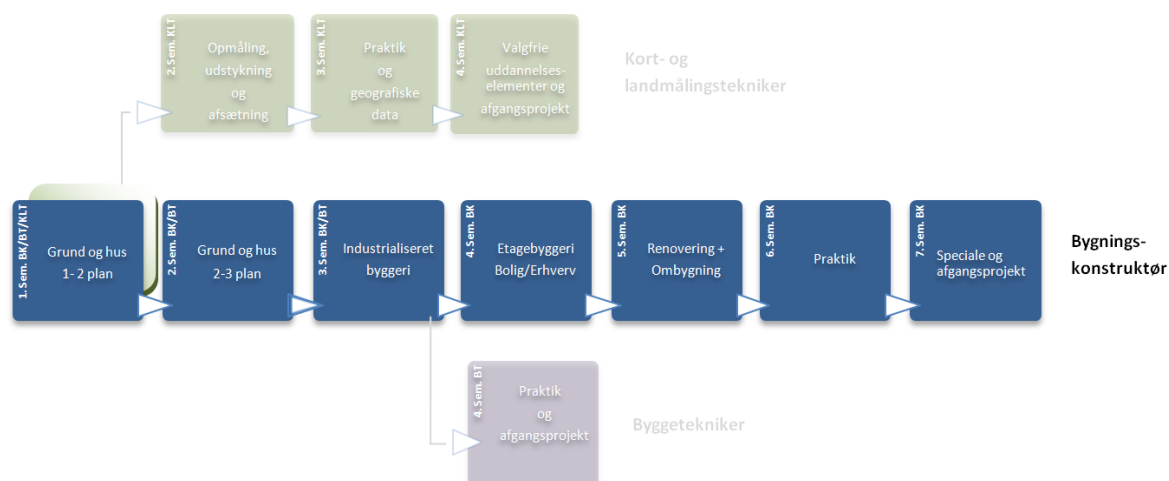 2. Sem. KLT
Opmåling,
udstykning
og
afsætning
3. Sem. KLT
Praktik
og
geografiske
data
4. Sem. KLT
Valgfrie
uddannelses-
elementer og
afgangsprojekt
Kort- og
landmålingstekniker
1. Sem. BK/BT/KLT
Grund og hus
1- 2 plan
2. Sem. BK/BT
Grund og hus
2-3 plan
3. Sem. BK/BT
Industrialiseret
byggeri
4. Sem. BK
Etagebyggeri
Bolig/Erhverv
5. Sem. BK
Renovering +
Ombygning
6. Sem. BK
Praktik
7. Sem. BK
Speciale og
afgangsprojekt
Bygnings-
konstruktør
4. Sem. BT
Praktik
og
afgangsprojekt
Byggetekniker